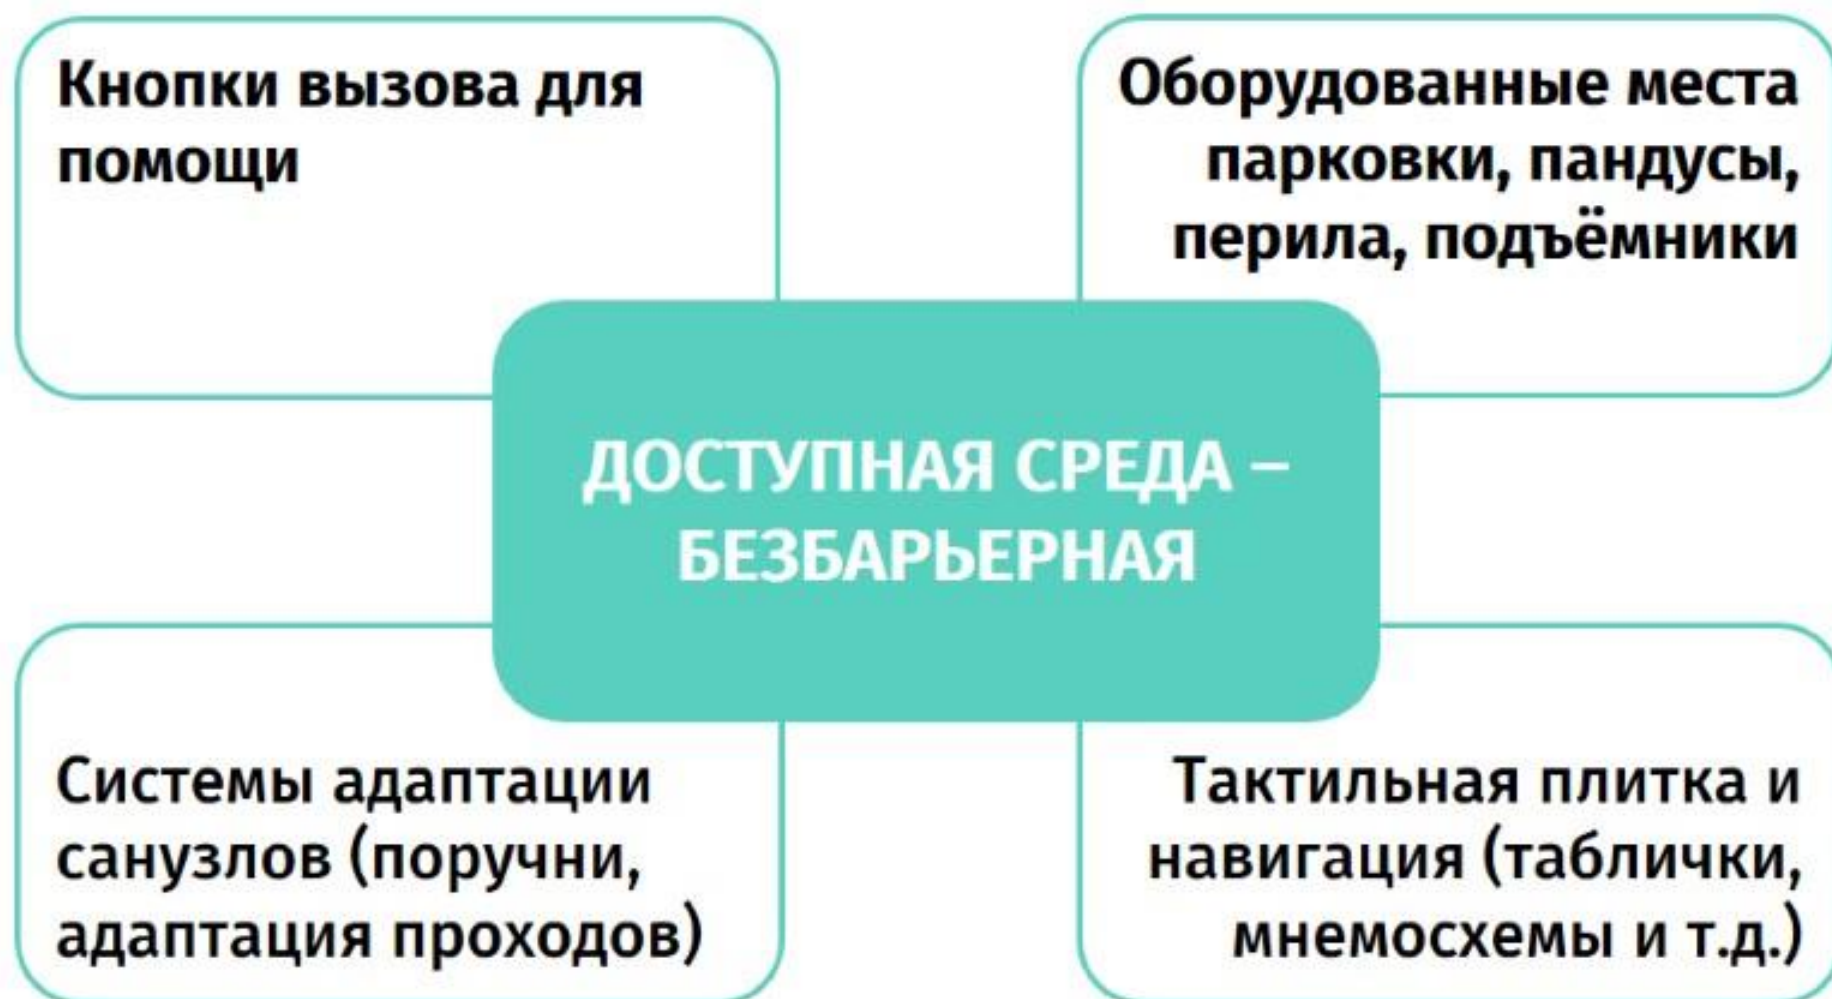 Кнопки вызова для
помощи
Оборудованные места
парковки, пандусы,
перила, подъёмники
ДОСТУПНАЯ СРЕДА –
БЕЗБАРЬЕРНАЯ
Системы адаптации
санузлов (поручни,
адаптация проходов)
Тактильная плитка и
навигация (таблички,
мнемосхемы и т.д.)